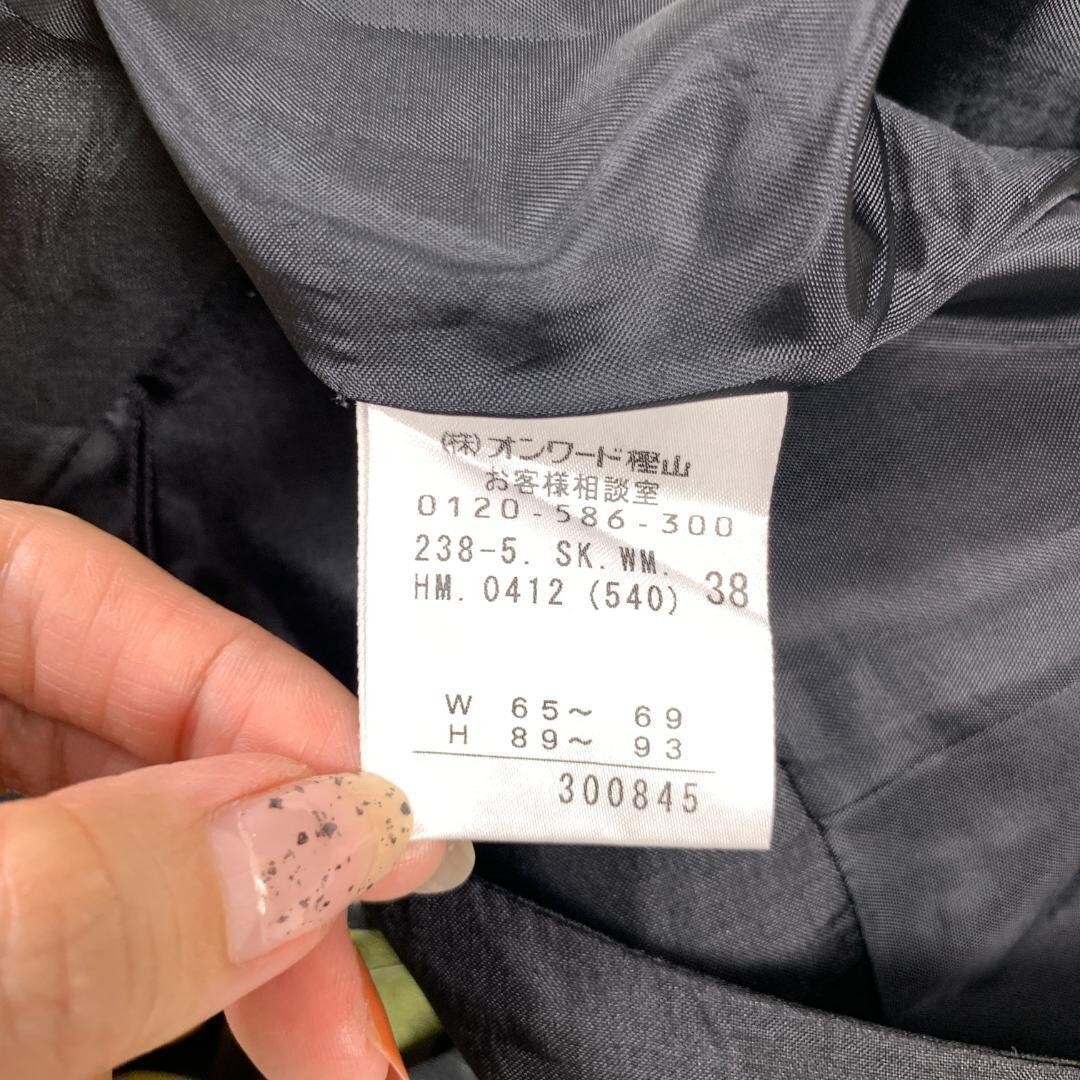 (株)オンワード樫山
お客様相談室
0120-586-300
238-5. SK. WM.
HM. 0412 (540) 38
W 65～ 69
H 89～ 93
300845